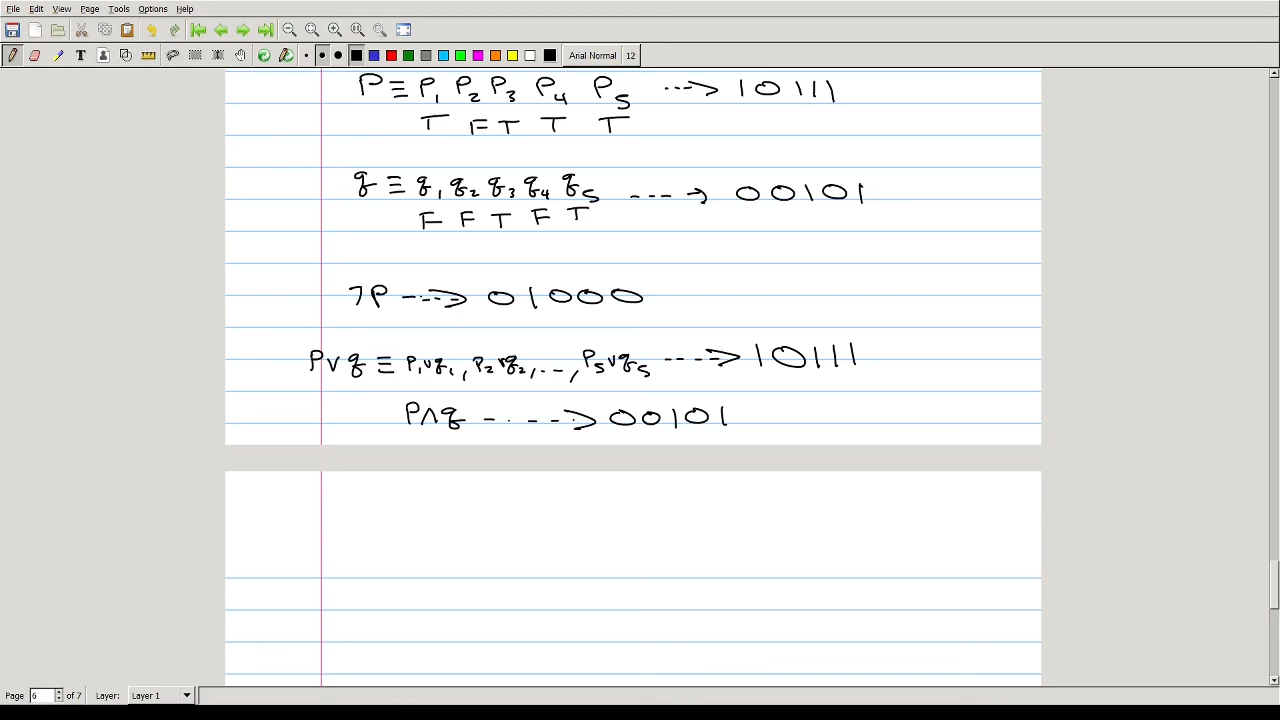 File Edit View Page Tools Options Help
T Arial Normal 12
P ≡ P₁ P₂ P₃ P₄ P₅ ---> 10111
T F T T T
q ≡ q₁ q₂ q₃ q₄ q₅ ---> 00101
F F T F T
¬P ---> 01000
P∨q ≡ P₁∨q₁, P₂∨q₂, ..., P₅∨q₅ ----> 10111
P∧q ----> 00101
Page 6 of 7 Layer: Layer 1